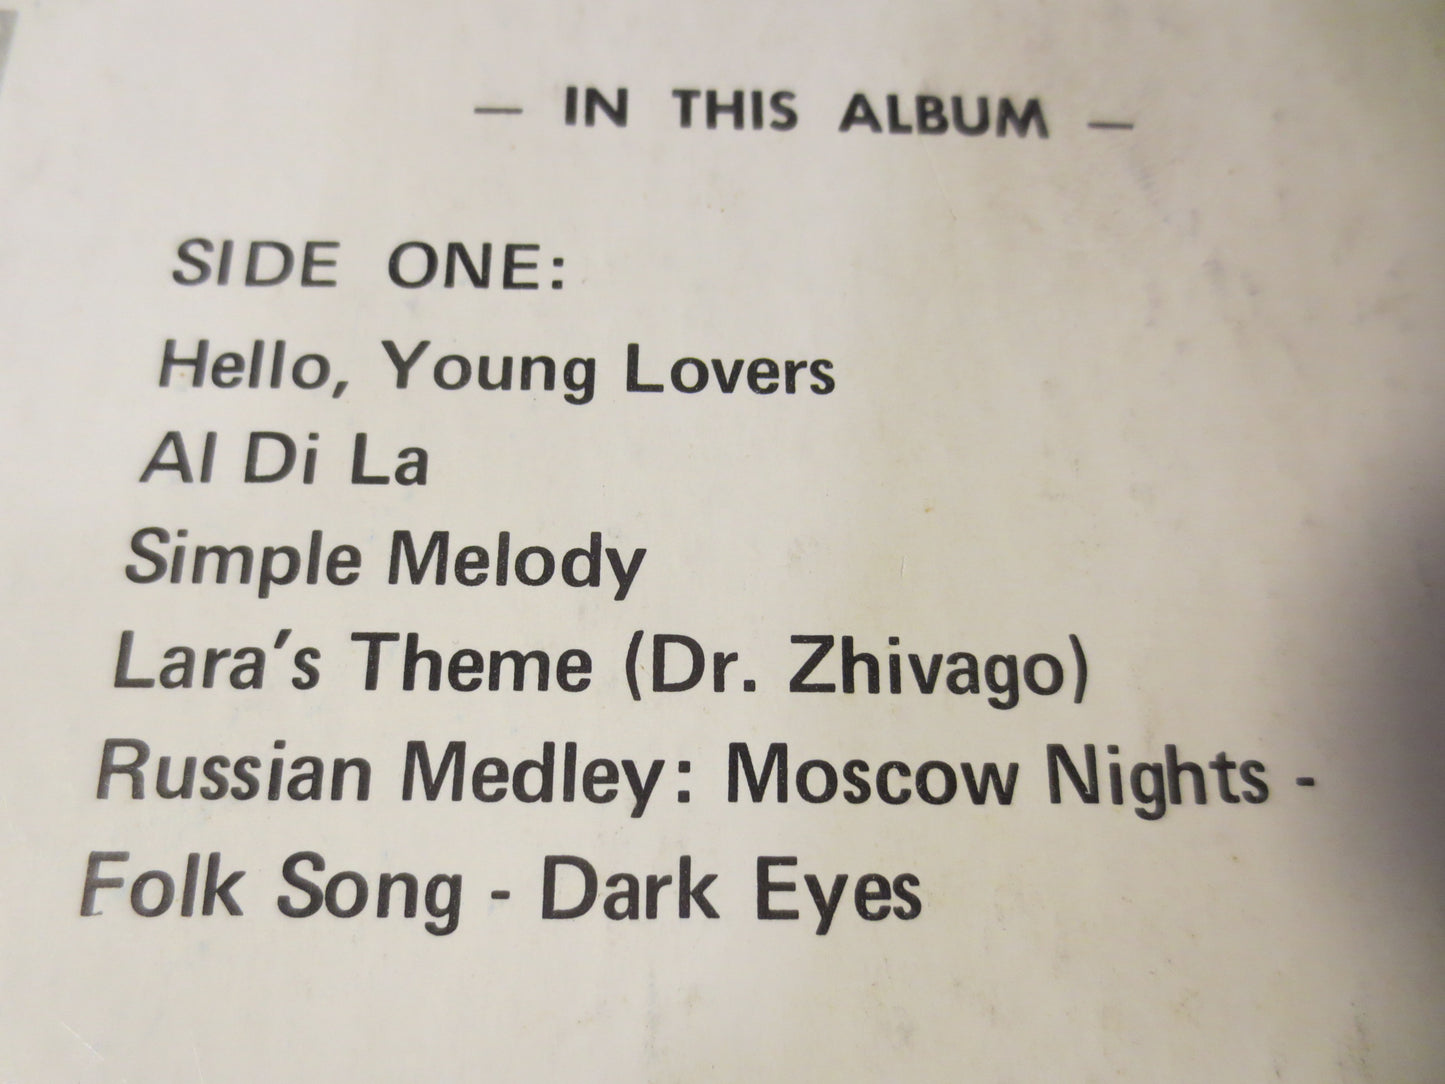 — IN THIS ALBUM —
SIDE ONE:
Hello, Young Lovers
Al Di La
Simple Melody
Lara's Theme (Dr. Zhivago)
Russian Medley: Moscow Nights -
Folk Song - Dark Eyes